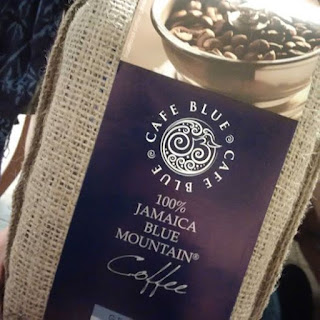 CAFE BLUE ® CAFE BLUE ®
100%
JAMAICA
BLUE
MOUNTAIN®
Coffee